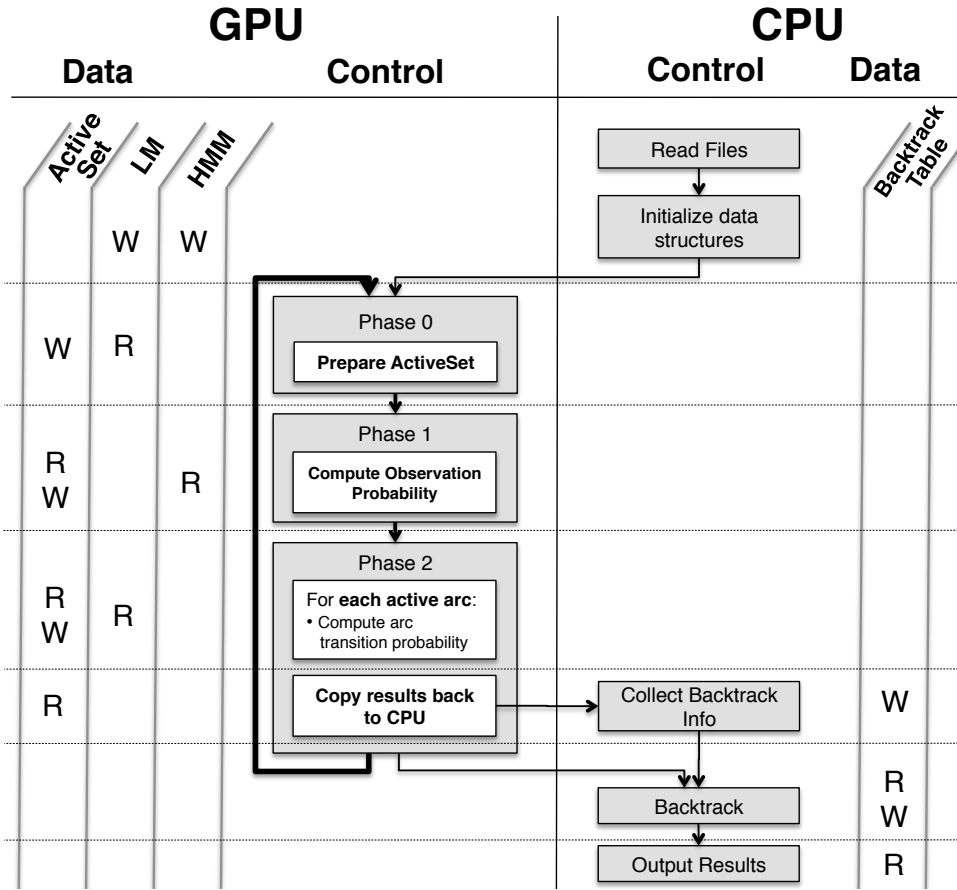 GPU
CPU
Data
Control
Control
Data
Active
Set
LM
HMM
Backtrack
Table
Read Files
Initialize data
structures
W
W
Phase 0
Prepare ActiveSet
W
R
Phase 1
Compute Observation
Probability
R
W
R
Phase 2
For each active arc:
• Compute arc
transition probability
R
W
R
Copy results back
to CPU
R
Collect Backtrack
Info
W
Backtrack
R
W
Output Results
R